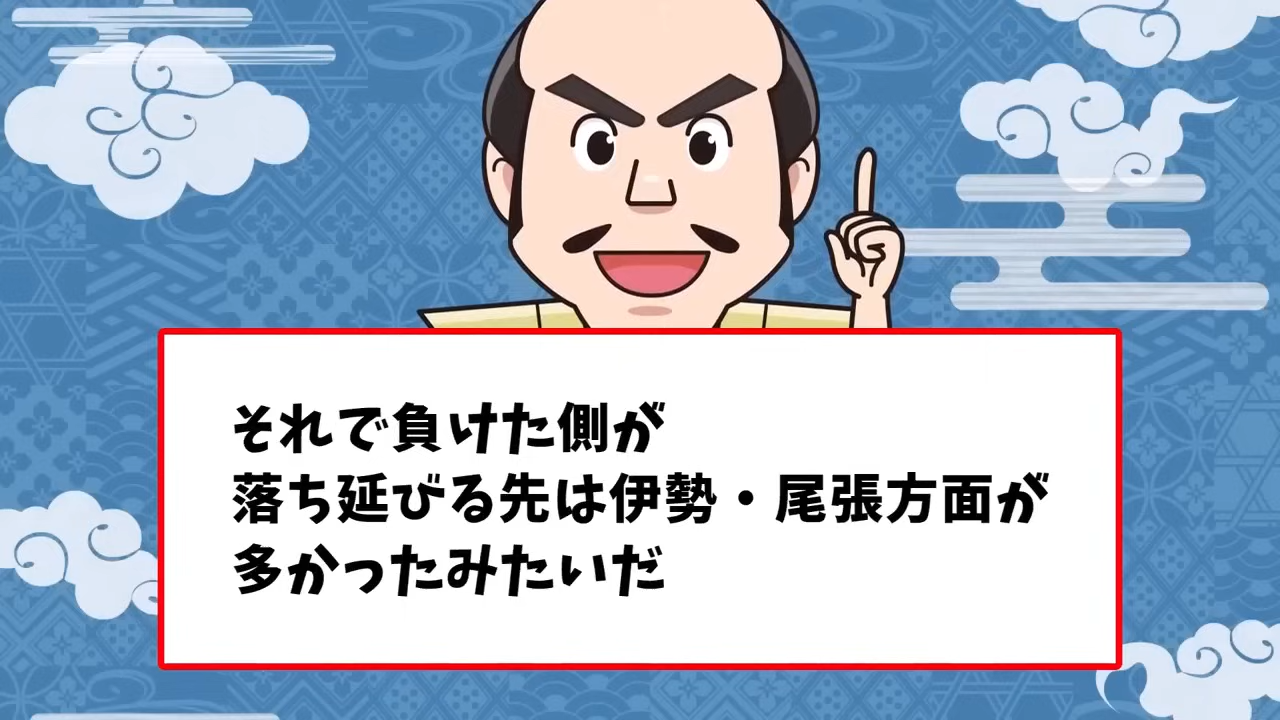 それで負けた側が
落ち延びる先は伊勢・尾張方面が
多かったみたいだ